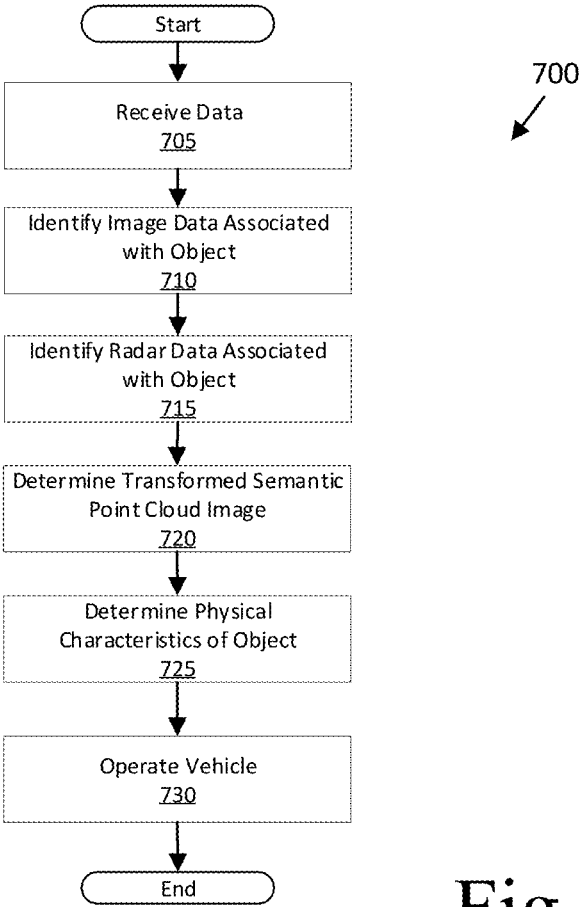 Start
700
Receive Data
705
Identify Image Data Associated
with Object
710
Identify Radar Data Associated
with Object
715
Determine Transformed Semantic
Point Cloud Image
720
Determine Physical
Characteristics of Object
725
Operate Vehicle
730
End
Fig